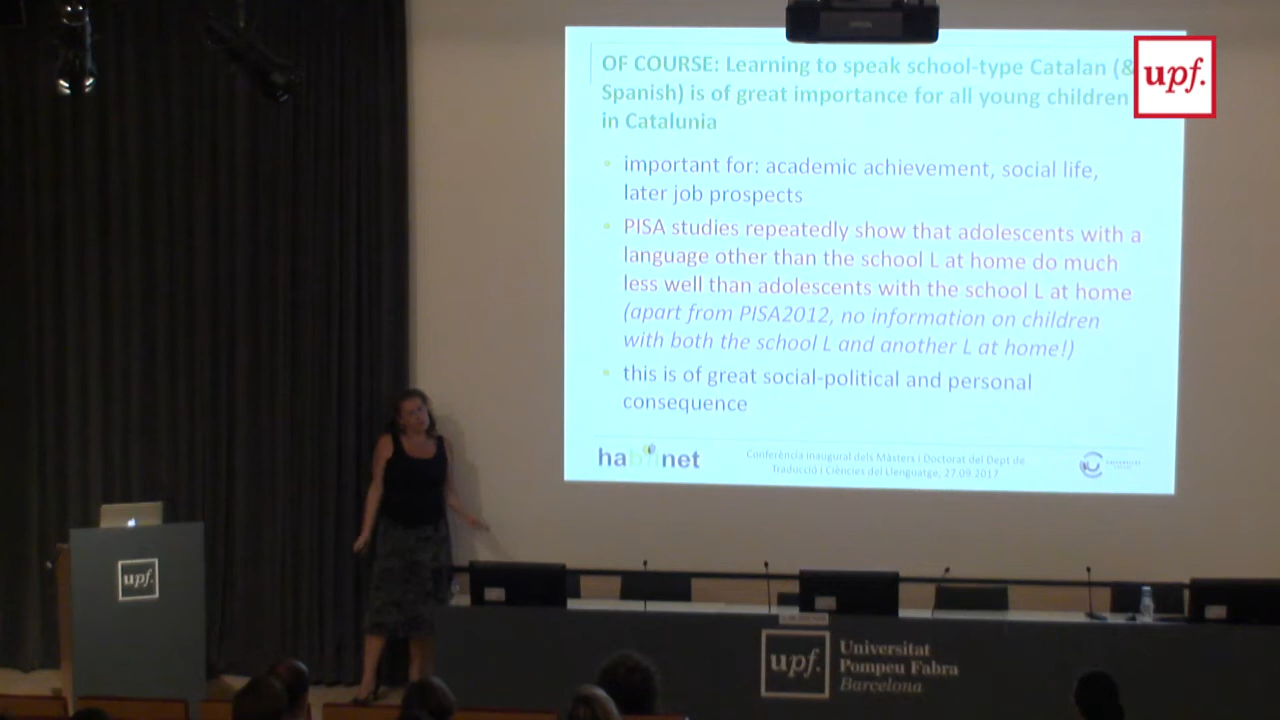 OF COURSE: Learning to speak school-type Catalan (&
Spanish) is of great importance for all young children
in Catalunia
• important for: academic achievement, social life,
later job prospects
• PISA studies repeatedly show that adolescents with a
language other than the school L at home do much
less well than adolescents with the school L at home
(apart from PISA2012, no information on children
with both the school L and another L at home!)
• this is of great social-political and personal
consequence
habilnet
Conferència inaugural dels Màsters i Doctorat del Dept de
Traducció i Ciències del Llenguatge, 27.09.2017
upf.
upf.
upf.
Universitat
Pompeu Fabra
Barcelona